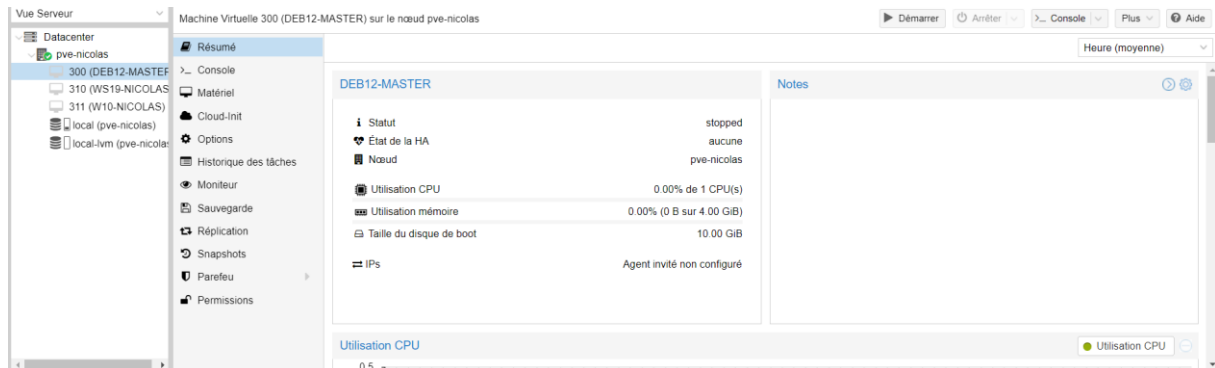 Vue Serveur
Machine Virtuelle 300 (DEB12-MASTER) sur le nœud pve-nicolas
Démarrer
Arrêter
Console
Plus
Aide
Datacenter
pve-nicolas
300 (DEB12-MASTER
310 (WS19-NICOLAS
311 (W10-NICOLAS)
local (pve-nicolas)
local-lvm (pve-nicolas
Résumé
Console
Matériel
Cloud-Init
Options
Historique des tâches
Moniteur
Sauvegarde
Réplication
Snapshots
Parefeu
Permissions
Heure (moyenne)
DEB12-MASTER
Statut stopped
État de la HA aucune
Nœud pve-nicolas
Utilisation CPU 0.00% de 1 CPU(s)
Utilisation mémoire 0.00% (0 B sur 4.00 GiB)
Taille du disque de boot 10.00 GiB
IPs Agent invité non configuré
Notes
Utilisation CPU
Utilisation CPU
0.5